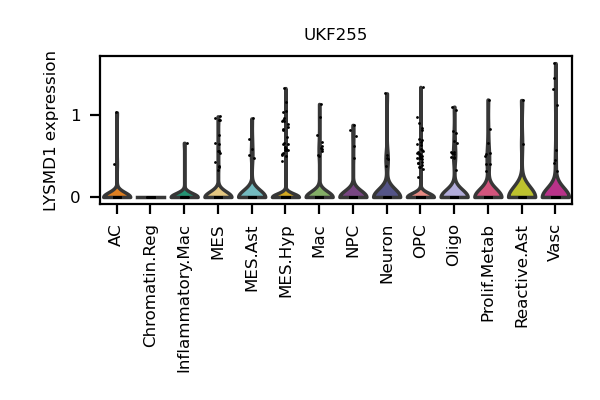 UKF255
LYSMD1 expression
1
0
AC
Chromatin.Reg
Inflammatory.Mac
MES
MES.Ast
MES.Hyp
Mac
NPC
Neuron
OPC
Oligo
Prolif.Metab
Reactive.Ast
Vasc